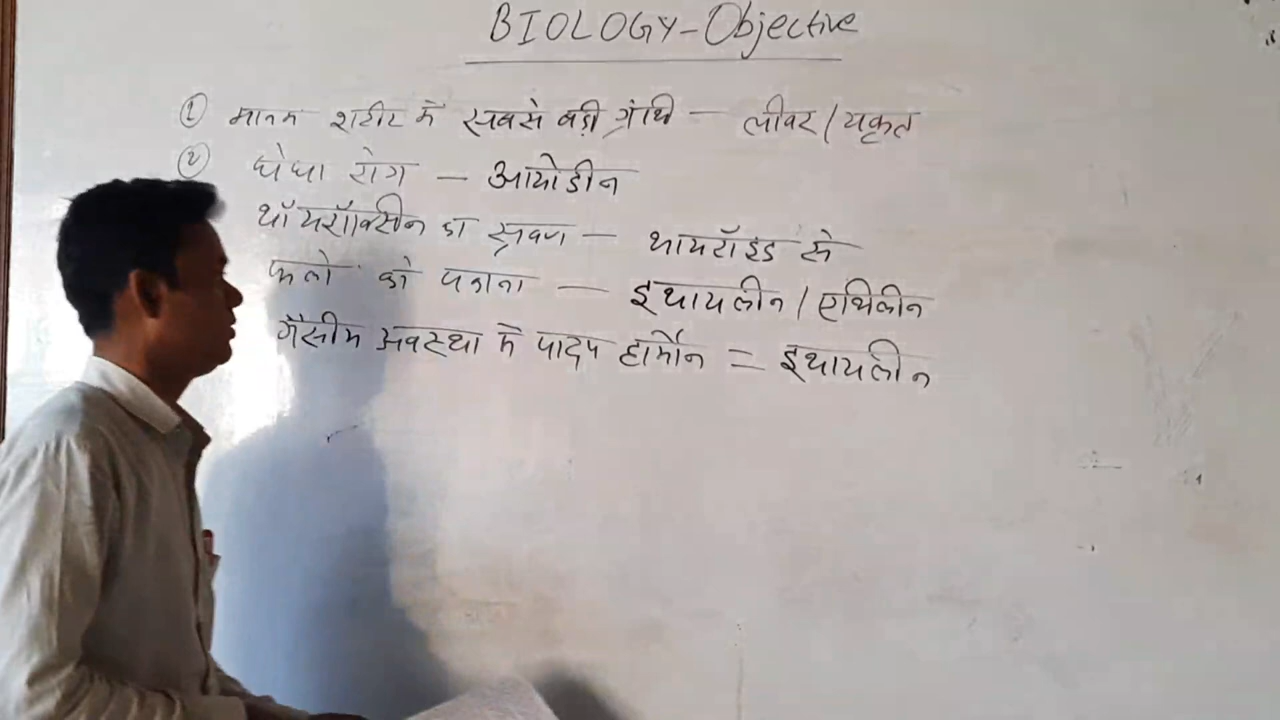 BIOLOGY-Objective
① मानव शरीर में सबसे बड़ी ग्रंथि - लीवर/यकृत
② घेघा रोग - आयोडीन
थॉयरॉक्सीन का स्रवण - थायरॉइड से
फलो को पकाना - इथायलीन/एथिलीन
गैसीय अवस्था में पादप हार्मोन = इथायलीन